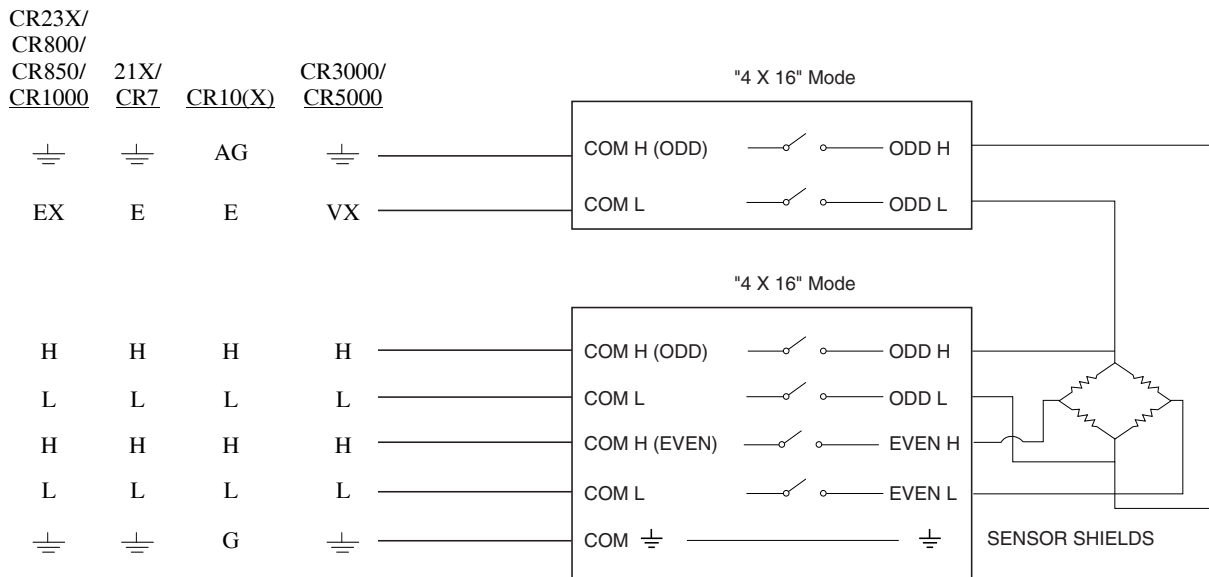 CR23X/
CR800/
CR850/ 21X/ CR3000/
CR1000 CR7 CR10(X) CR5000
"4 X 16" Mode
AG COM H (ODD) ODD H
EX E E VX COM L ODD L
"4 X 16" Mode
H H H H COM H (ODD) ODD H
L L L L COM L ODD L
H H H H COM H (EVEN) EVEN H
L L L L COM L EVEN L
G COM SENSOR SHIELDS